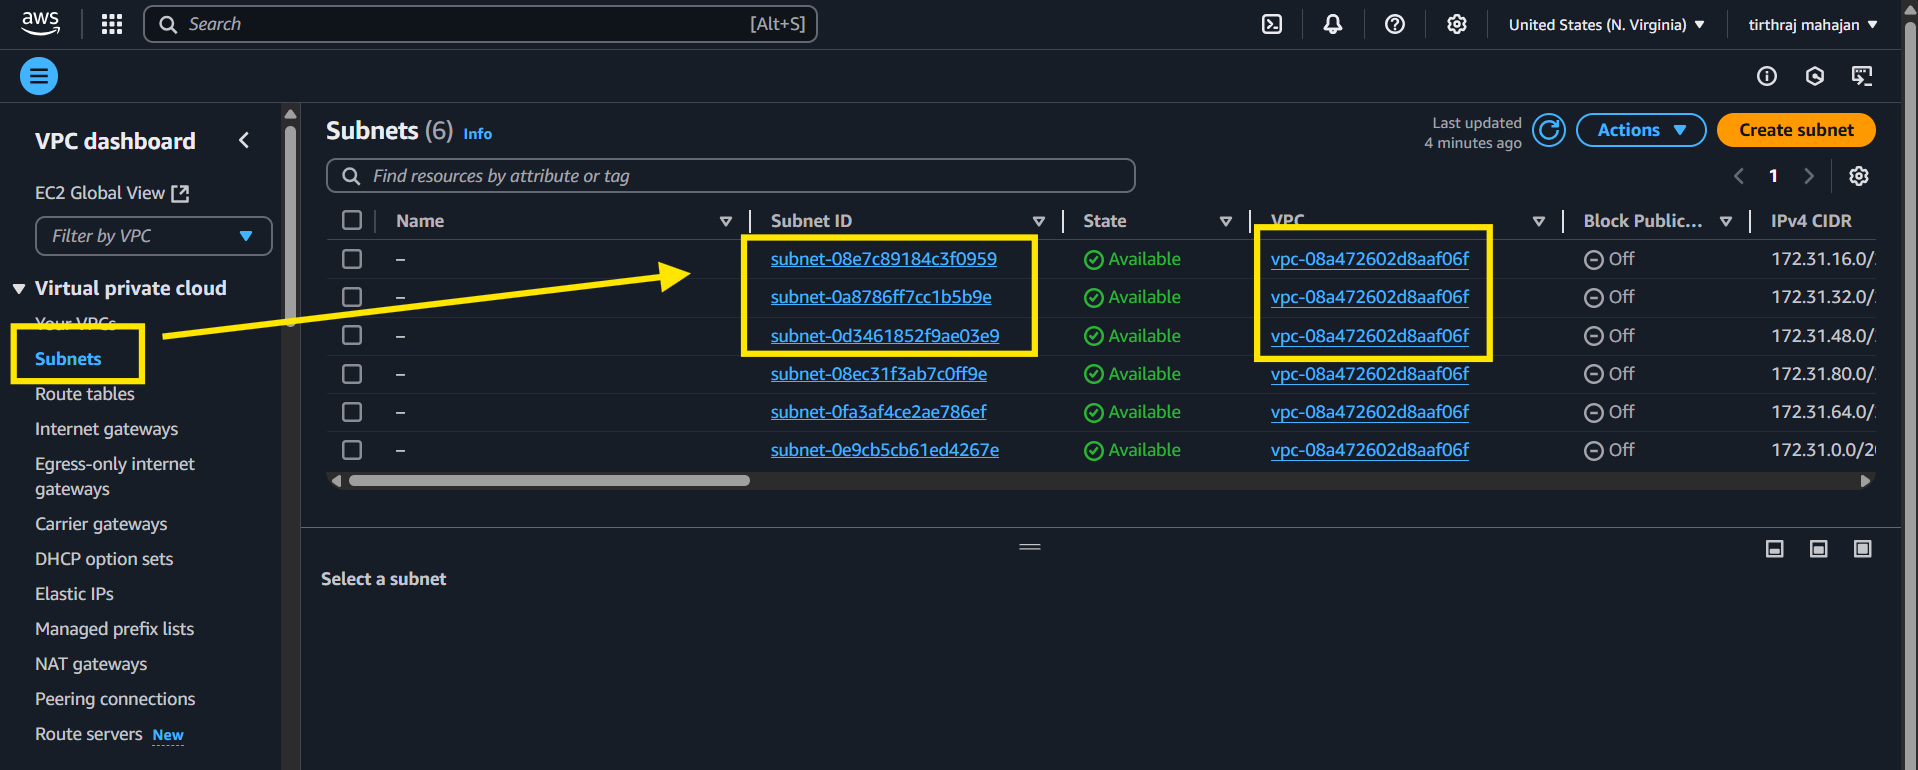 aws
Search [Alt+S]
United States (N. Virginia)
tirthraj mahajan
VPC dashboard
EC2 Global View
Filter by VPC
Virtual private cloud
Your VPCs
Subnets
Route tables
Internet gateways
Egress-only internet
gateways
Carrier gateways
DHCP option sets
Elastic IPs
Managed prefix lists
NAT gateways
Peering connections
Route servers New
Subnets (6) Info
Last updated
4 minutes ago
Actions
Create subnet
Find resources by attribute or tag
1
Name Subnet ID State VPC Block Public... IPv4 CIDR
– subnet-08e7c89184c3f0959 Available vpc-08a472602d8aaf06f Off 172.31.16.0/
– subnet-0a8786ff7cc1b5b9e Available vpc-08a472602d8aaf06f Off 172.31.32.0/
– subnet-0d3461852f9ae03e9 Available vpc-08a472602d8aaf06f Off 172.31.48.0/
– subnet-08ec31f3ab7c0ff9e Available vpc-08a472602d8aaf06f Off 172.31.80.0/
– subnet-0fa3af4ce2ae786ef Available vpc-08a472602d8aaf06f Off 172.31.64.0/
– subnet-0e9cb5cb61ed4267e Available vpc-08a472602d8aaf06f Off 172.31.0.0/20
Select a subnet